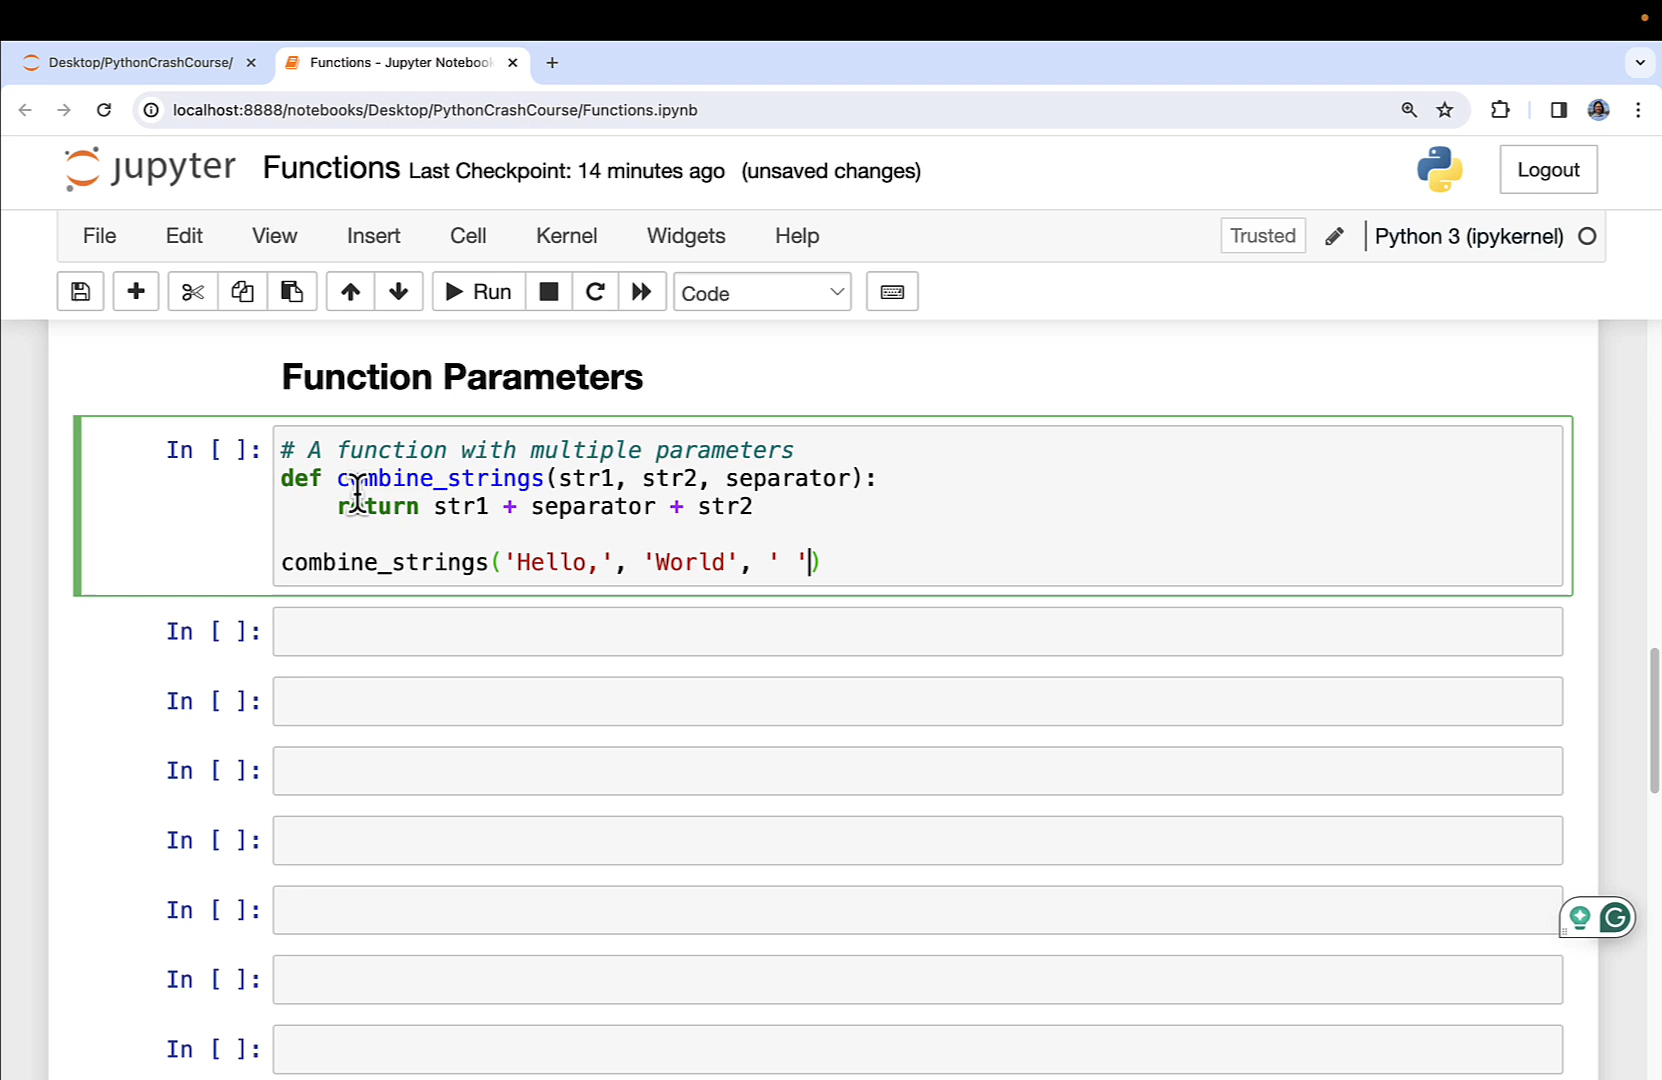 Desktop/PythonCrashCourse/
Functions - Jupyter Notebook
localhost:8888/notebooks/Desktop/PythonCrashCourse/Functions.ipynb
jupyter Functions Last Checkpoint: 14 minutes ago (unsaved changes)
Logout
File Edit View Insert Cell Kernel Widgets Help
Trusted
Python 3 (ipykernel)
Run
Code
Function Parameters
In [ ]:
# A function with multiple parameters
def combine_strings(str1, str2, separator):
    return str1 + separator + str2
combine_strings('Hello,', 'World', ' ')
In [ ]:
In [ ]:
In [ ]:
In [ ]:
In [ ]:
In [ ]:
In [ ]: